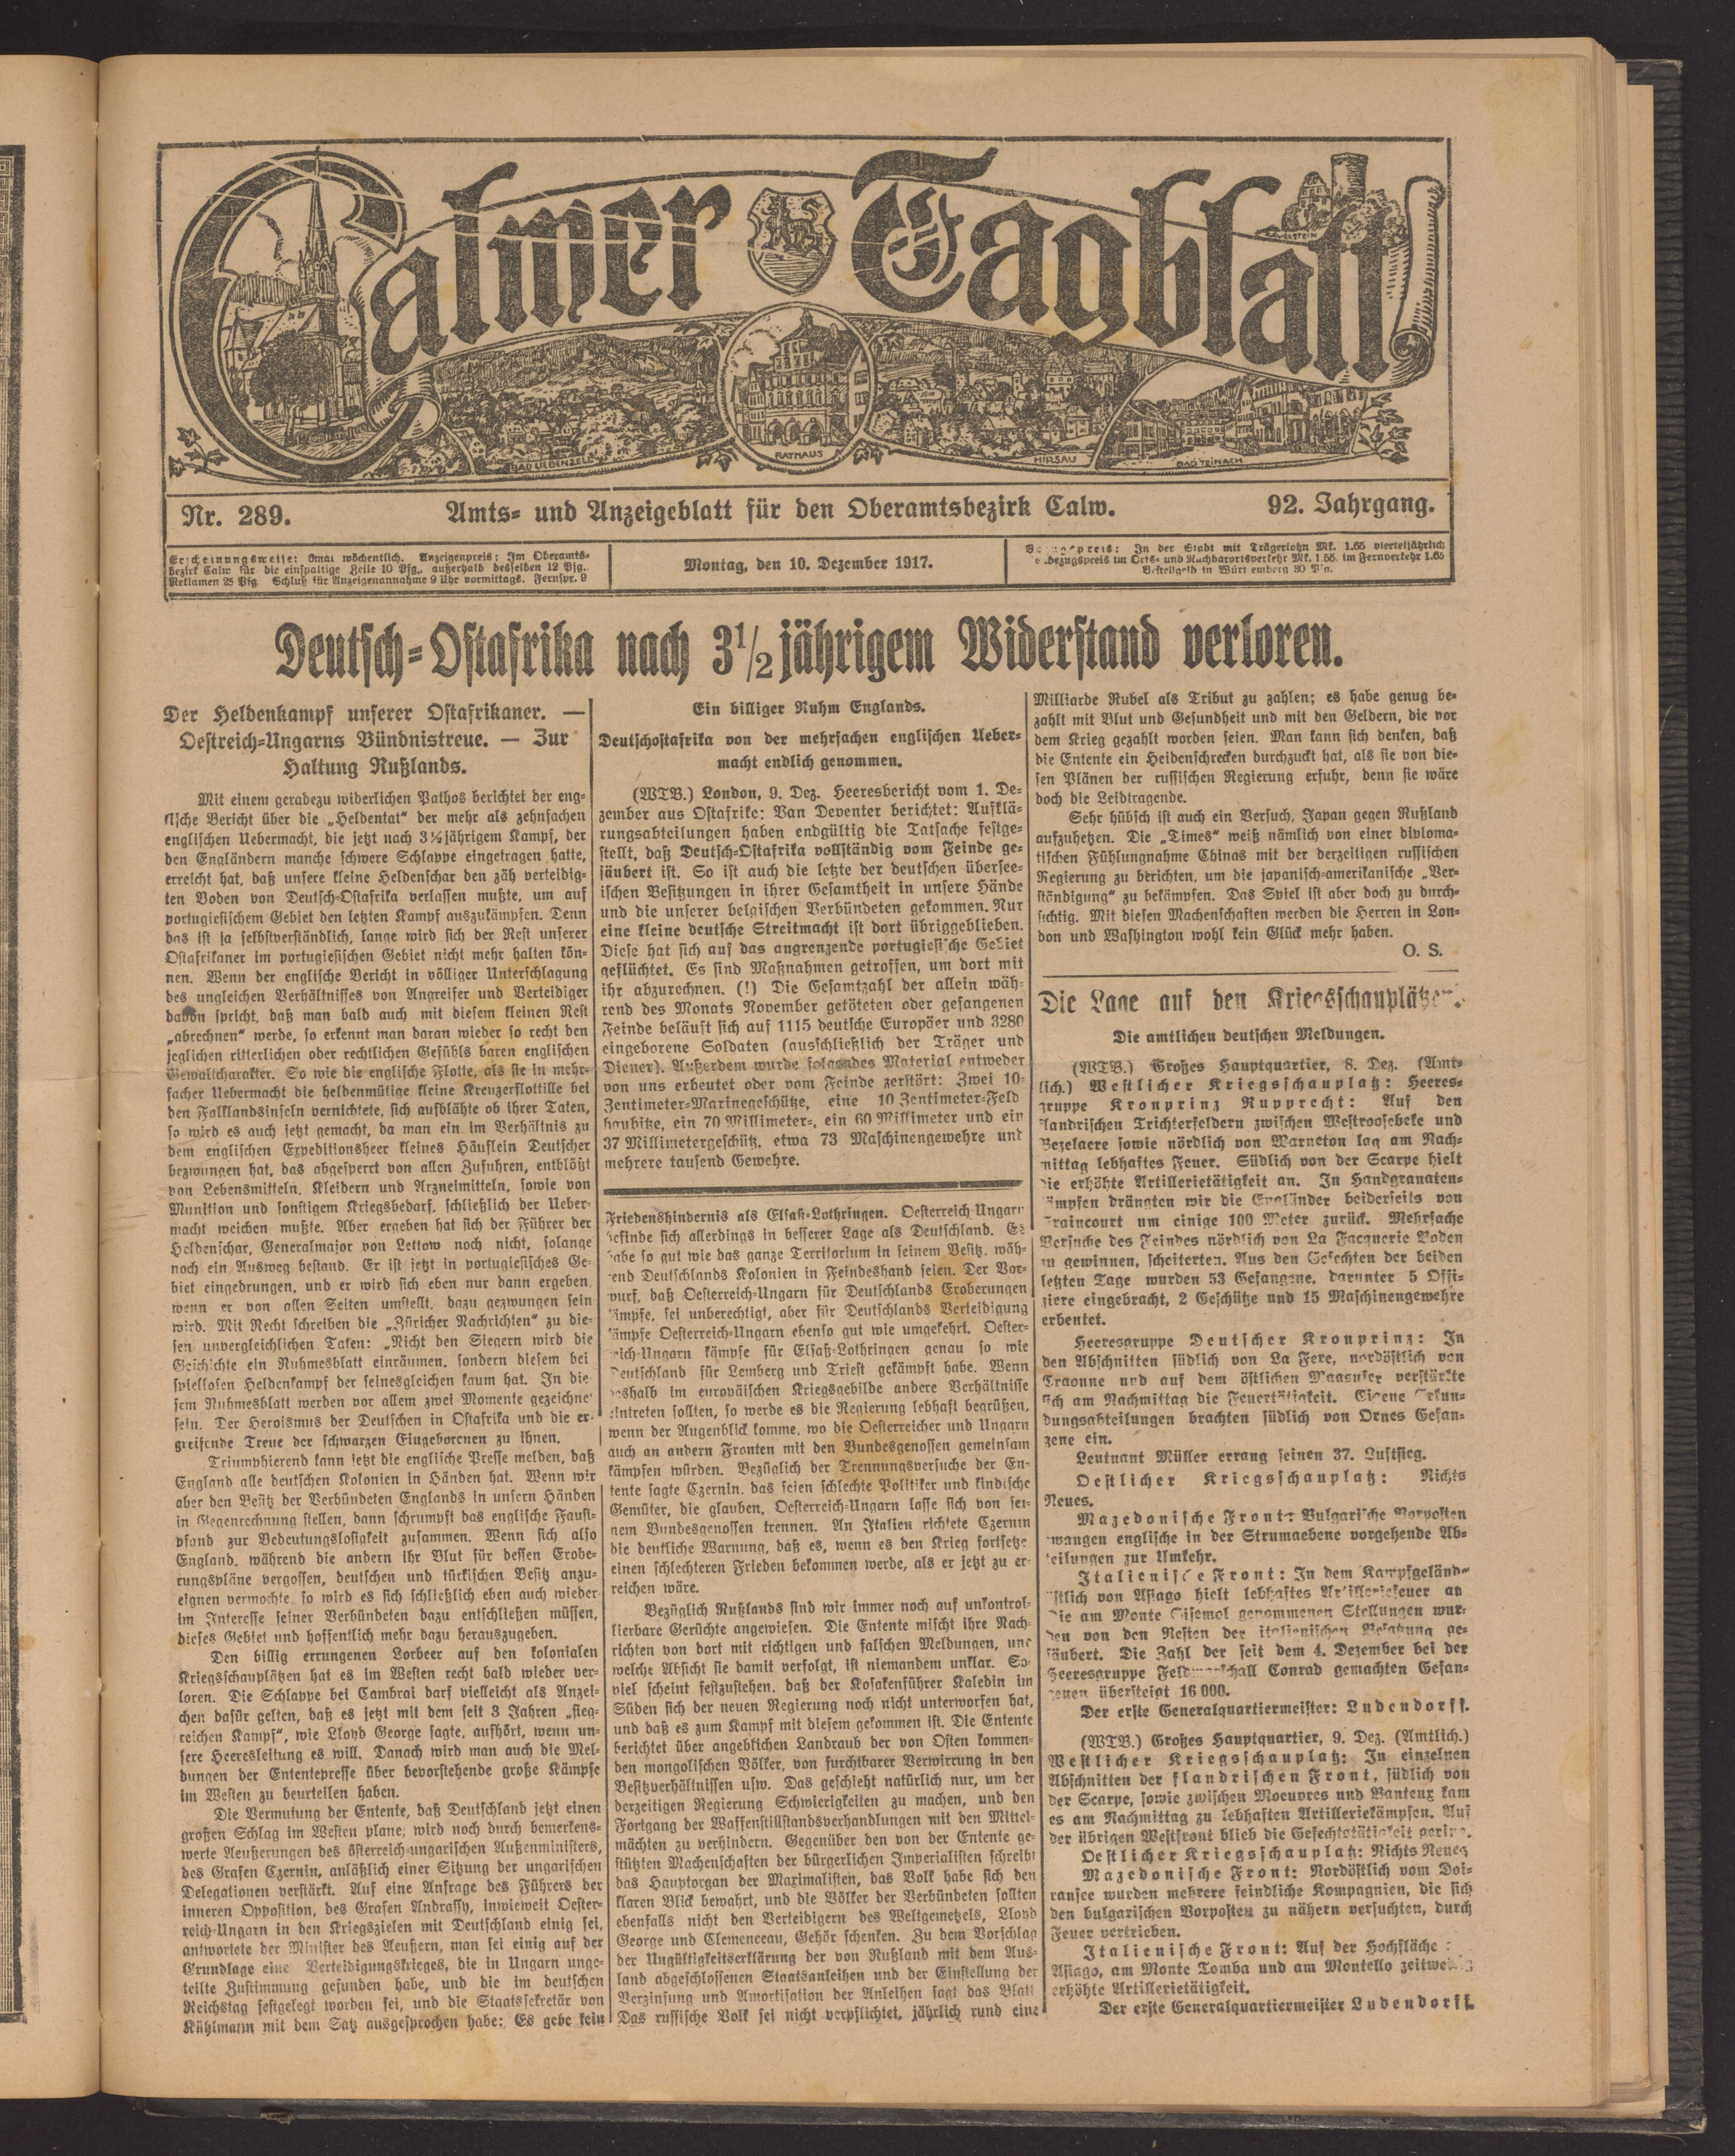 Calmer Tagblatt
BAD LIEBENZELL
RATHAUS
HIRSAU
BAD TEINACH
Nr. 289.
Amts- und Anzeigeblatt für den Oberamtsbezirk Calw.
92. Jahrgang.
Erscheinungsweise: 6mal wöchentlich. Anzeigenpreis: Im Oberamts-
bezirk Calw für die einspaltige Zeile 10 Pfg., außerhalb desselben 12 Pfg.,
Reklamen 25 Pfg. Schluß für Anzeigenannahme 9 Uhr vormittags. Fernspr. 9
Montag, den 10. Dezember 1917.
In der Stadt mit Trägerlohn Mk. 1.65 vierteljährlich
bezugspreis im Orts- und Nachbarortsverkehr Mk. 1.55. im Fernverkehr 1.65
Bestellgeld in Württemberg 30 Pfg.
Deutsch-Ostafrika nach 3½jährigem Widerstand verloren.
Der Heldenkampf unserer Ostafrikaner. —
Oestreich-Ungarns Bündnistreue. — Zur
Haltung Rußlands.
Mit einem geradezu widerlichen Pathos berichtet der eng-
lische Bericht über die „Heldentat“ der mehr als zehnfachen
englischen Uebermacht, die jetzt nach 3½jährigem Kampf, der
den Engländern manche schwere Schlappe eingetragen hatte,
erreicht hat, daß unsere kleine Heldenschar den zäh verteidig-
ten Boden von Deutsch-Ostafrika verlassen mußte, um auf
portugiesischem Gebiet den letzten Kampf auszukämpfen. Denn
das ist ja selbstverständlich, lange wird sich der Rest unserer
Ostafrikaner im portugiesischen Gebiet nicht mehr halten kön-
nen. Wenn der englische Bericht in völliger Unterschlagung
des ungleichen Verhältnisses von Angreifer und Verteidiger
davon spricht, daß man bald auch mit diesem kleinen Rest
„abrechnen“ werde, so erkennt man daran wieder so recht den
jeglichen ritterlichen oder rechtlichen Gefühls baren englischen
Gewaltcharakter. So wie die englische Flotte, als sie in mehr-
facher Uebermacht die heldenmütige kleine Kreuzerflottille bei
den Falklandsinseln vernichtete, sich aufblähte ob ihrer Taten,
so wird es auch jetzt gemacht, da man ein im Verhältnis zu
dem englischen Expeditionsheer kleines Häuflein Deutscher
bezwungen hat, das abgesperrt von allen Zufuhren, entblößt
von Lebensmitteln, Kleidern und Arzneimitteln, sowie von
Munition und sonstigem Kriegsbedarf, schließlich der Ueber-
macht weichen mußte. Aber ergeben hat sich der Führer der
Heldenschar, Generalmajor von Lettow noch nicht, solange
noch ein Ausweg bestand. Er ist jetzt in portugiesisches Ge-
biet eingedrungen, und er wird sich eben nur dann ergeben,
wenn er von allen Seiten umstellt, dazu gezwungen sein
wird. Mit Recht schreiben die „Züricher Nachrichten“ zu die-
sen unvergleichlichen Taten: „Nicht den Siegern wird die
Geschichte ein Ruhmesblatt einräumen, sondern diesem bei
spiellosen Heldenkampf der seinesgleichen kaum hat. In die
sem Ruhmesblatt werden vor allem zwei Momente gezeichne
sein. Der Heroismus der Deutschen in Ostafrika und die er-
greifende Treue der schwarzen Eingeborenen zu ihnen.
Triumphierend kann jetzt die englische Presse melden, daß
England alle deutschen Kolonien in Händen hat. Wenn wir
aber den Besitz der Verbündeten Englands in unsern Händen
in Gegenrechnung stellen, dann schrumpft das englische Faust-
pfand zur Bedeutungslosigkeit zusammen. Wenn sich also
England, während die andern ihr Blut für dessen Erobe-
rungspläne vergossen, deutschen und türkischen Besitz anzu-
eignen vermochte, so wird es sich schließlich eben auch wieder
im Interesse seiner Verbündeten dazu entschließen müssen,
dieses Gebiet und hoffentlich mehr dazu herauszugeben.
Den billig errungenen Lorbeer auf den kolonialen
Kriegsschauplätzen hat es im Westen recht bald wieder ver-
loren. Die Schlappe bei Cambrai darf vielleicht als Anzei-
chen dafür gelten, daß es jetzt mit dem seit 3 Jahren „sieg-
reichen Kampf“, wie Lloyd George sagte, aufhört, wenn un-
sere Heeresleitung es will. Danach wird man auch die Mel-
dungen der Ententepresse über bevorstehende große Kämpfe
im Westen zu beurteilen haben.
Die Vermutung der Entente, daß Deutschland jetzt einen
großen Schlag im Westen plane, wird noch durch bemerkens-
werte Aeußerungen des österreich-ungarischen Außenministers,
des Grafen Czernin, anläßlich einer Sitzung der ungarischen
Delegationen verstärkt. Auf eine Anfrage des Führers der
inneren Opposition, des Grafen Andrassy, inwieweit Oester-
reich-Ungarn in den Kriegszielen mit Deutschland einig sei,
antwortete der Minister des Aeußern, man sei einig auf der
Grundlage eine Verteidigungskrieges, die in Ungarn unge-
teilte Zustimmung gefunden habe, und die im deutschen
Reichstag festgelegt worden sei, und die Staatssekretär von
Kühlmann mit dem Satz ausgesprochen habe: Es gebe kein
Ein billiger Ruhm Englands.
Deutschostafrika von der mehrfachen englischen Ueber-
macht endlich genommen.
(WTB.) London, 9. Dez. Heeresbericht vom 1. De-
zember aus Ostafrike: Van Deventer berichtet: Aufklä-
rungsabteilungen haben endgültig die Tatsache festge-
stellt, daß Deutsch-Ostafrika vollständig vom Feinde ge-
säubert ist. So ist auch die letzte der deutschen übersee-
ischen Besitzungen in ihrer Gesamtheit in unsere Hände
und die unserer belgischen Verbündeten gekommen. Nur
eine kleine deutsche Streitmacht ist dort übriggeblieben.
Diese hat sich auf das angrenzende portugiesische Gebiet
geflüchtet. Es sind Maßnahmen getroffen, um dort mit
ihr abzurechnen. (!) Die Gesamtzahl der allein wäh-
rend des Monats November getöteten oder gefangenen
Feinde beläuft sich auf 1115 deutsche Europäer und 3280
eingeborene Soldaten (ausschließlich der Träger und
Diener). Außerdem wurde folgendes Material entweder
von uns erbeutet oder vom Feinde zerstört: Zwei 10-
Zentimeter-Marinegeschütze, eine 10 Zentimeter-Feld
haubitze, ein 70 Millimeter-, ein 60 Millimeter und ein
37 Millimetergeschütz, etwa 73 Maschinengewehre und
mehrere tausend Gewehre.
Friedenshindernis als Elsaß-Lothringen. Oesterreich-Ungarn
befinde sich allerdings in besserer Lage als Deutschland. Es
habe so gut wie das ganze Territorium in seinem Besitz, wäh-
rend Deutschlands Kolonien in Feindeshand seien. Der Vor-
wurf, daß Oesterreich-Ungarn für Deutschlands Eroberungen
kämpfe, sei unberechtigt, aber für Deutschlands Verteidigung
kämpfe Oesterreich-Ungarn ebenso gut wie umgekehrt. Oester-
reich-Ungarn kämpfe für Elsaß-Lothringen genau so wie
Deutschland für Lemberg und Triest gekämpft habe. Wenn
deshalb im europäischen Kriegsgebilde andere Verhältnisse
eintreten sollten, so werde es die Regierung lebhaft begrüßen,
wenn der Augenblick komme, wo die Oesterreicher und Ungarn
auch an andern Fronten mit den Bundesgenossen gemeinsam
kämpfen würden. Bezüglich der Trennungsversuche der En-
tente sagte Czernin, das seien schlechte Politiker und kindische
Gemüter, die glauben, Oesterreich-Ungarn lasse sich von sei-
nem Bundesgenossen trennen. An Italien richtete Czernin
die deutliche Warnung, daß es, wenn es den Krieg fortsetze
einen schlechteren Frieden bekommen werde, als er jetzt zu er-
reichen wäre.
Bezüglich Rußlands sind wir immer noch auf unkontrol-
lierbare Gerüchte angewiesen. Die Entente mischt ihre Nach-
richten von dort mit richtigen und falschen Meldungen, und
welche Absicht sie damit verfolgt, ist niemandem unklar. So-
viel scheint festzustehen, daß der Kosakenführer Kaledin im
Süden sich der neuen Regierung noch nicht unterworfen hat,
und daß es zum Kampf mit diesem gekommen ist. Die Entente
berichtet über angeblichen Landraub der von Osten kommen-
den mongolischen Völker, von furchtbarer Verwirrung in den
Besitzverhältnissen usw. Das geschieht natürlich nur, um der
derzeitigen Regierung Schwierigkeiten zu machen, und den
Fortgang der Waffenstillstandsverhandlungen mit den Mittel-
mächten zu verhindern. Gegenüber den von der Entente ge-
stützten Machenschaften der bürgerlichen Imperialisten schreibt
das Hauptorgan der Maximalisten, das Volk habe sich den
klaren Blick bewahrt, und die Völker der Verbündeten sollten
ebenfalls nicht den Verteidigern des Weltgemetzels, Lloyd
George und Clemenceau, Gehör schenken. Zu dem Vorschlag
der Ungültigkeitserklärung der von Rußland mit dem Aus-
land abgeschlossenen Staatsanleihen und der Einstellung der
Verzinsung und Amortisation der Anleihen sagt das Blatt
Das russische Volk sei nicht verpflichtet, jährlich rund eine
Milliarde Rubel als Tribut zu zahlen; es habe genug be-
zahlt mit Blut und Gesundheit und mit den Geldern, die vor
dem Krieg gezahlt worden seien. Man kann sich denken, daß
die Entente ein Heidenschrecken durchzuckt hat, als sie von die-
sen Plänen der russischen Regierung erfuhr, denn sie wäre
doch die Leidtragende.
Sehr hübsch ist auch ein Versuch, Japan gegen Rußland
aufzuhetzen. Die „Times“ weiß nämlich von einer diploma-
tischen Fühlungnahme Chinas mit der derzeitigen russischen
Regierung zu berichten, um die japanisch-amerikanische „Ver-
ständigung“ zu bekämpfen. Das Spiel ist aber doch zu durch-
sichtig. Mit diesen Machenschaften werden die Herren in Lon-
don und Washington wohl kein Glück mehr haben.
O. S.
Die Lage auf den Kriegsschauplätzen.
Die amtlichen deutschen Meldungen.
(WTB.) Großes Hauptquartier, 8. Dez. (Amt-
lich.) Westlicher Kriegsschauplatz: Heeres-
gruppe Kronprinz Rupprecht: Auf den
flandrischen Trichterfeldern zwischen Westroosebeke und
Bezelaere sowie nördlich von Warneton lag am Nach-
mittag lebhaftes Feuer. Südlich von der Scarpe hielt
die erhöhte Artillerietätigkeit an. In Handgranaten-
kämpfen drängten wir die Engländer beiderseits von
Graincourt um einige 100 Meter zurück. Mehrfache
Versuche des Feindes nördlich von La Vacquerie Boden
zu gewinnen, scheiterten. Aus den Gefechten der beiden
letzten Tage wurden 53 Gefangene, darunter 5 Offi-
ziere eingebracht, 2 Geschütze und 15 Maschinengewehre
erbeutet.
Heeresgruppe Deutscher Kronprinz: In
den Abschnitten südlich von La Fere, nordöstlich von
Craonne und auf dem östlichen Maasufer verstärkte
sich am Nachmittag die Feuertätigkeit. Eigene Erkun-
dungsabteilungen brachten südlich von Ornes Gefan-
gene ein.
Leutnant Müller errang seinen 37. Luftsieg.
Oestlicher Kriegsschauplatz: Nichts
Neues.
Mazedonische Front: Bulgarische Vorposten
zwangen englische in der Strumaebene vorgehende Ab-
teilungen zur Umkehr.
Italienische Front: In dem Kampfgelände
östlich von Asiago hielt lebhaftes Artilleriefeuer an
Die am Monte Sisemol genommenen Stellungen wur-
den von den Resten der italienischen Besatzung ge-
säubert. Die Zahl der seit dem 4. Dezember bei der
Heeresgruppe Feldmarschall Conrad gemachten Gefan-
genen übersteigt 16 000.
Der erste Generalquartiermeister: Ludendorff.
(WTB.) Großes Hauptquartier, 9. Dez. (Amtlich.)
Westlicher Kriegsschauplatz: In einzelnen
Abschnitten der flandrischen Front, südlich von
der Scarpe, sowie zwischen Moeuvres und Banteux kam
es am Nachmittag zu lebhaften Artilleriekämpfen. Auf
der übrigen Westfront blieb die Gefechtstätigkeit gering.
Oestlicher Kriegsschauplatz: Nichts Neues
Mazedonische Front: Nordöstlich vom Doi-
ransee wurden mehrere feindliche Kompagnien, die sich
den bulgarischen Vorposten zu nähern versuchten, durch
Feuer vertrieben.
Italienische Front: Auf der Hochfläche
Asiago, am Monte Tomba und am Montello zeitweilig
erhöhte Artillerietätigkeit.
Der erste Generalquartiermeister Ludendorff.